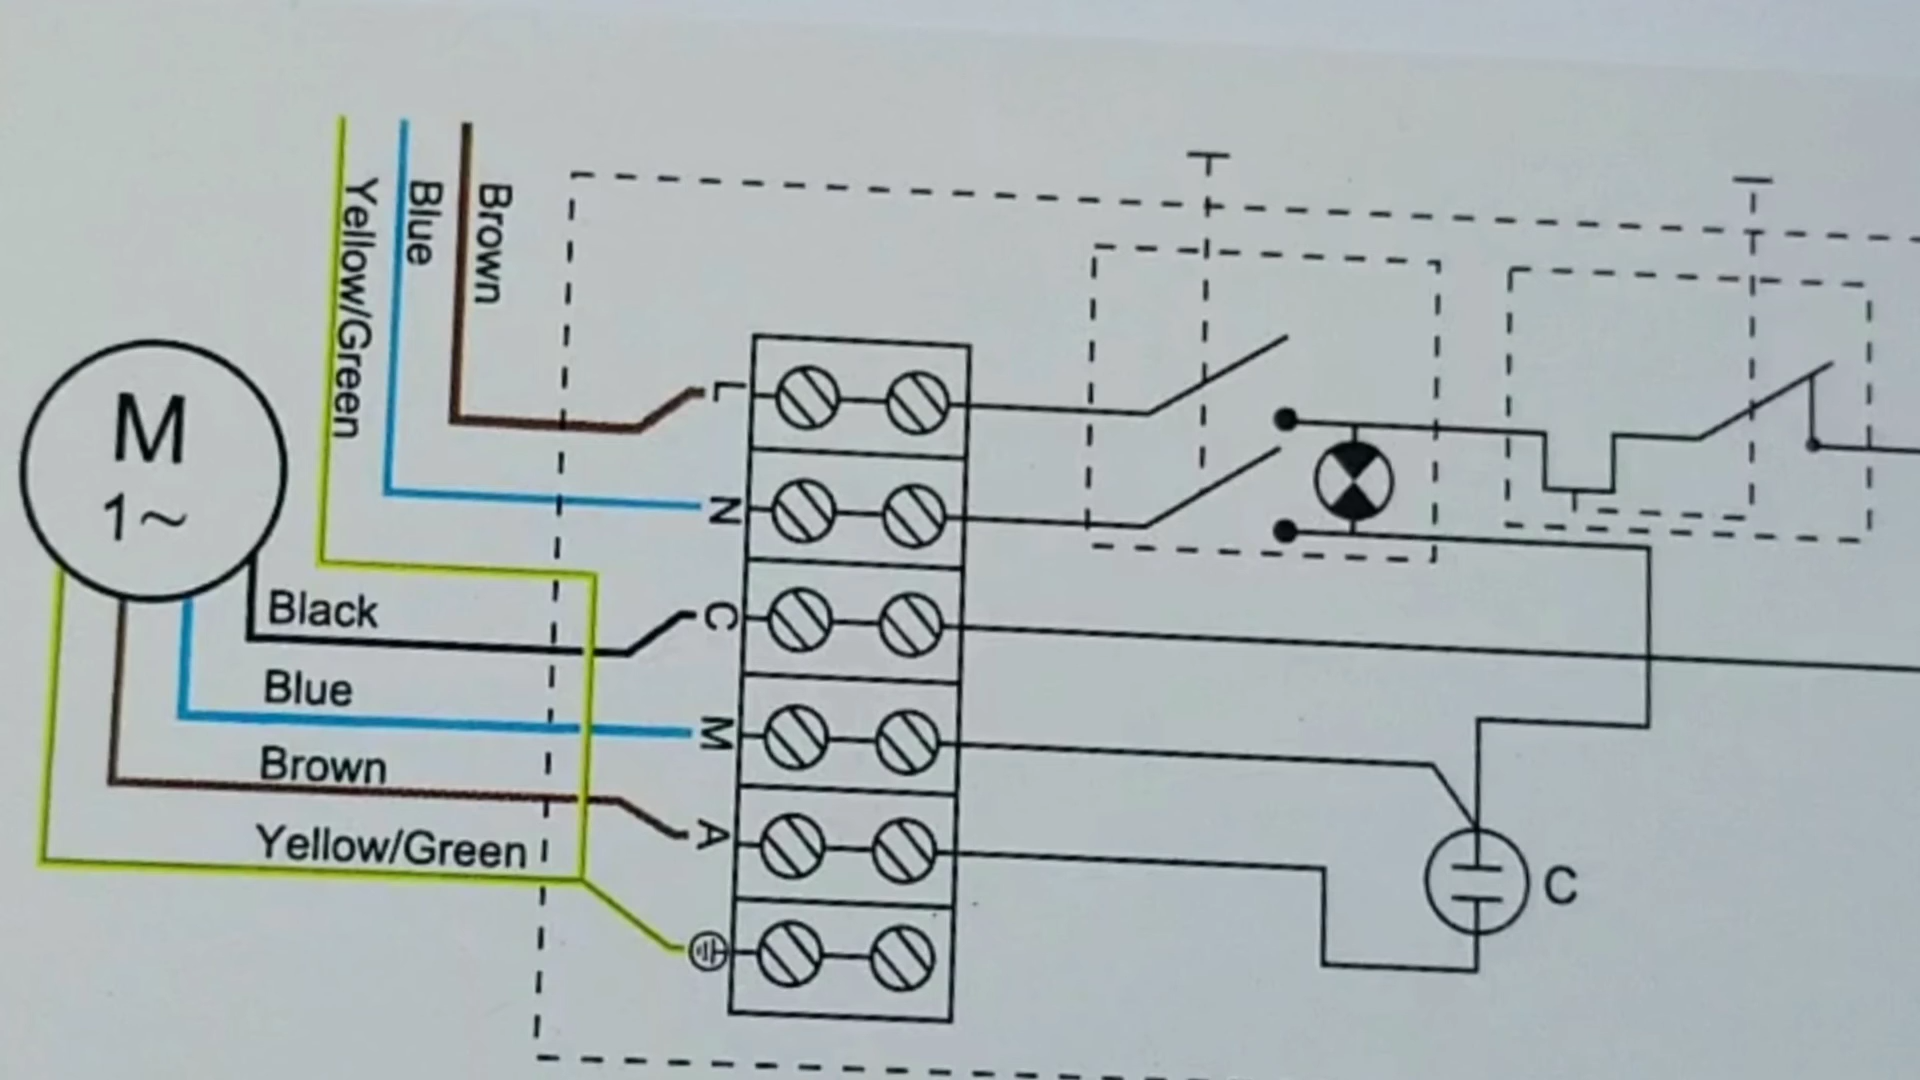 Yellow/Green
Blue
Brown
M
1~
L
N
C
M
A
Black
Blue
Brown
Yellow/Green
C